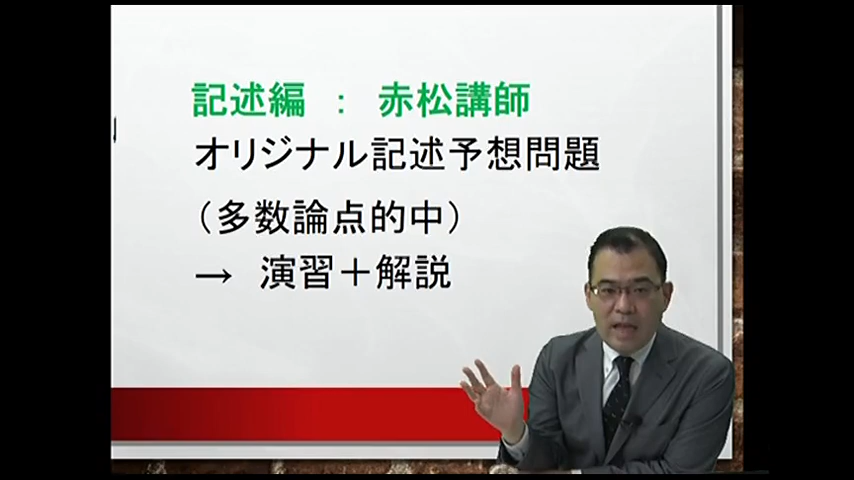 記述編　：　赤松講師
オリジナル記述予想問題
（多数論点的中）
→　演習＋解説